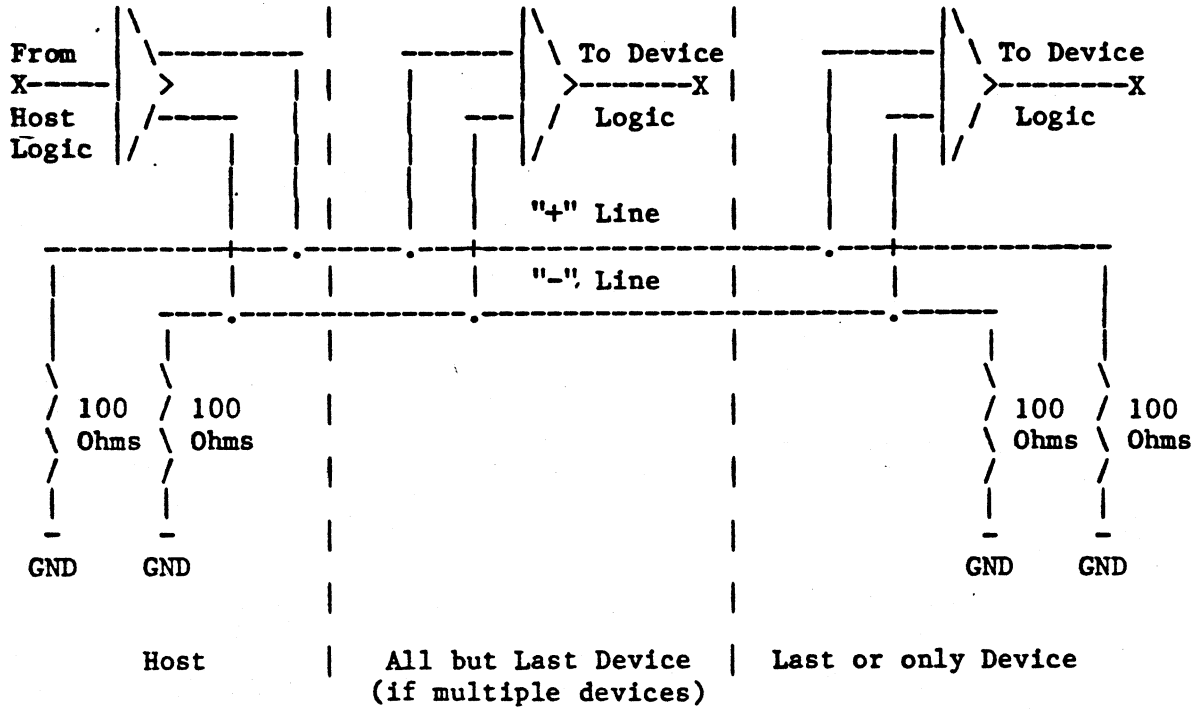 From
X
Host
Logic
To Device
X
Logic
To Device
X
Logic
"+" Line
"-" Line
100
Ohms
100
Ohms
100
Ohms
100
Ohms
GND
GND
GND
GND
Host
All but Last Device
(if multiple devices)
Last or only Device